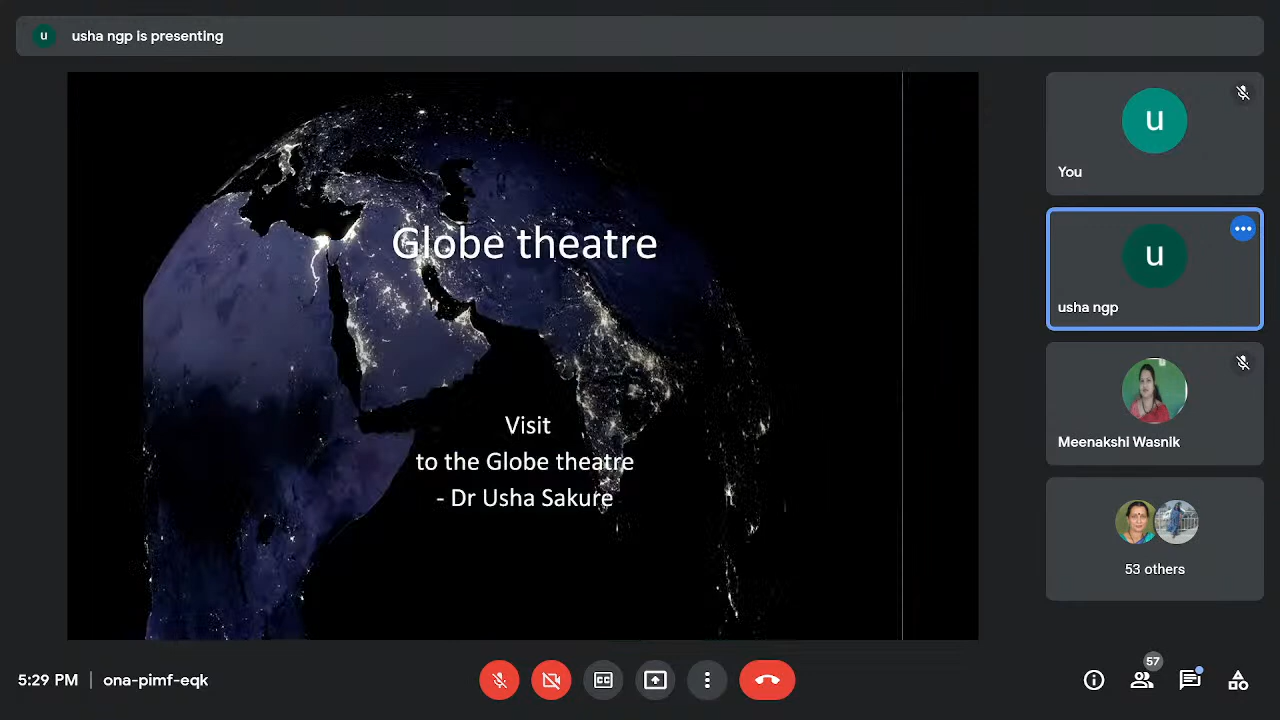 u
usha ngp is presenting
Globe theatre
Visit
to the Globe theatre
- Dr Usha Sakure
u
You
u
usha ngp
Meenakshi Wasnik
53 others
5:29 PM | ona-pimf-eqk
CC
57